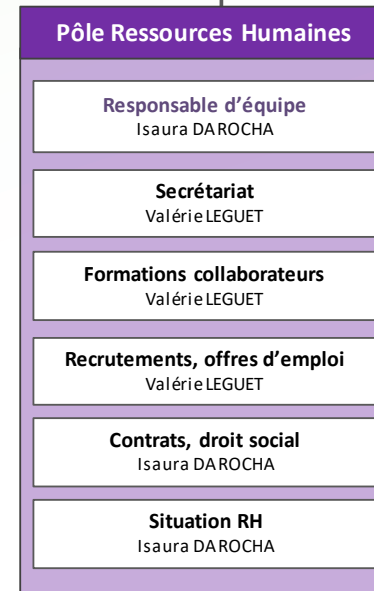 Pôle Ressources Humaines
Responsable d'équipe
Isaura DA ROCHA
Secrétariat
Valérie LEGUET
Formations collaborateurs
Valérie LEGUET
Recrutements, offres d'emploi
Valérie LEGUET
Contrats, droit social
Isaura DA ROCHA
Situation RH
Isaura DA ROCHA